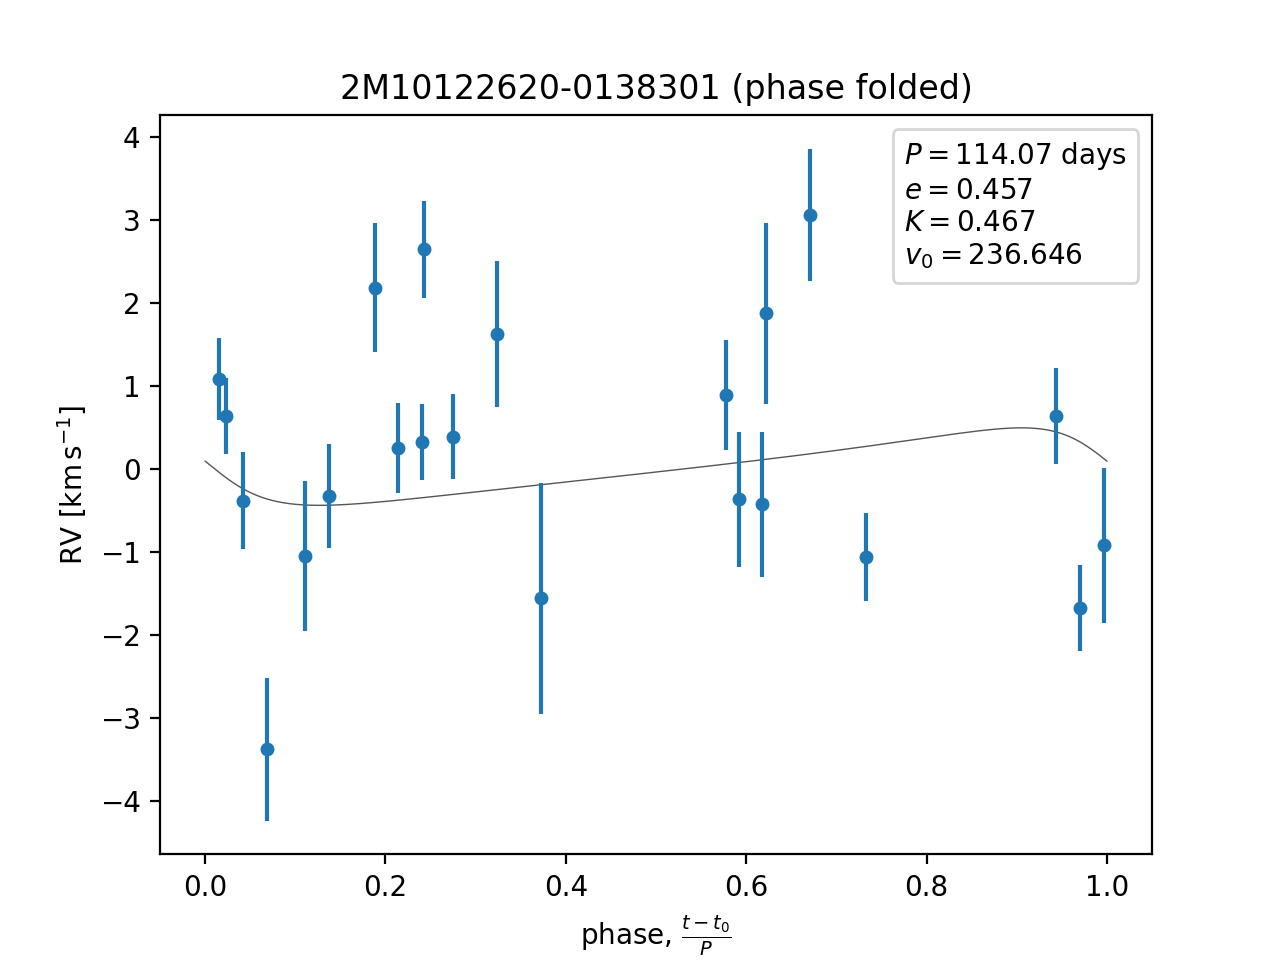 2M10122620-0138301 (phase folded)
P = 114.07 days
e = 0.457
K = 0.467
v₀ = 236.646
RV [km s⁻¹]
4
3
2
1
0
−1
−2
−3
−4
0.0 0.2 0.4 0.6 0.8 1.0
phase, (t − t₀)/P